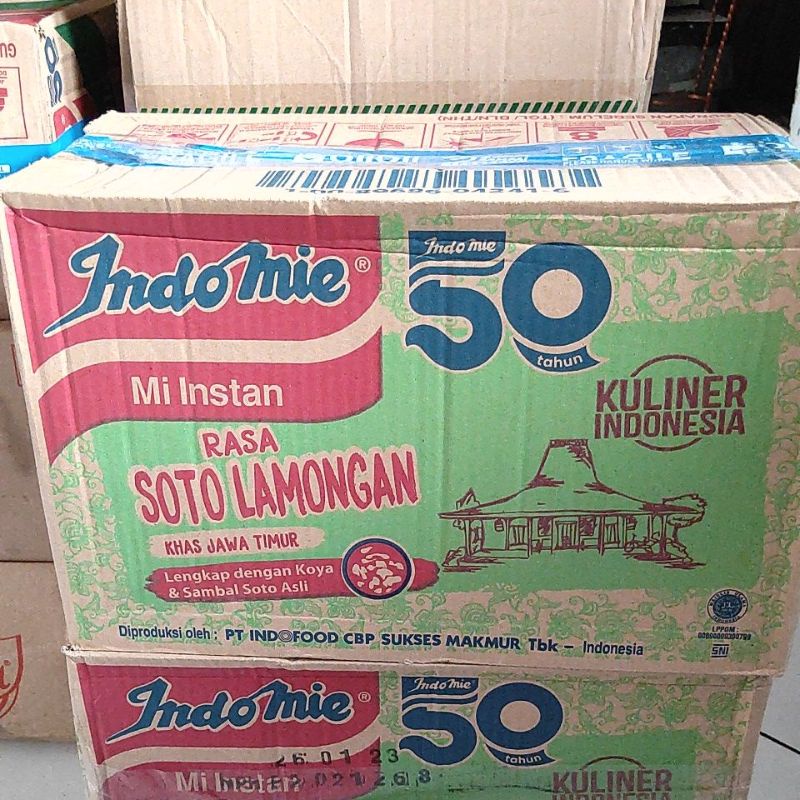 Indomie®
Mi Instan
RASA
SOTO LAMONGAN
KHAS JAWA TIMUR
Lengkap dengan Koya
& Sambal Soto Asli
Indomie
50
tahun
KULINER
INDONESIA
SNI
Diproduksi oleh : PT INDOFOOD CBP SUKSES MAKMUR Tbk – Indonesia
Indomie®
Mi Instan
26 01 23
Indomie
50
tahun
KULINER